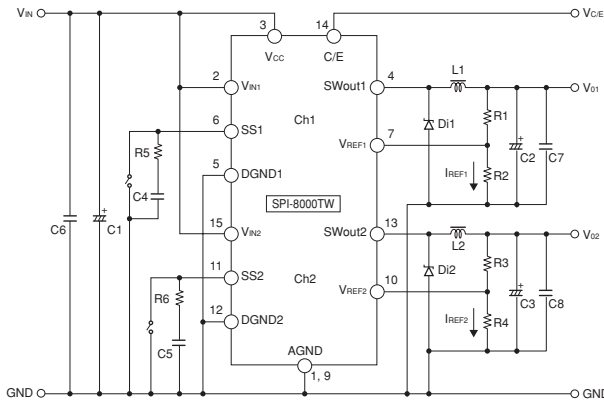 VIN
3
14
VC/E
VCC
C/E
2
VIN1
SWout1
4
L1
VO1
Ch1
6
SS1
R5
Di1
R1
7
VREF1
C2
C7
5
DGND1
C4
IREF1
R2
SPI-8000TW
15
VIN2
SWout2
13
L2
VO2
C6
C1
11
SS2
Ch2
Di2
R3
R6
10
VREF2
C3
C8
12
DGND2
IREF2
R4
C5
AGND
1, 9
GND
GND
+
+
+